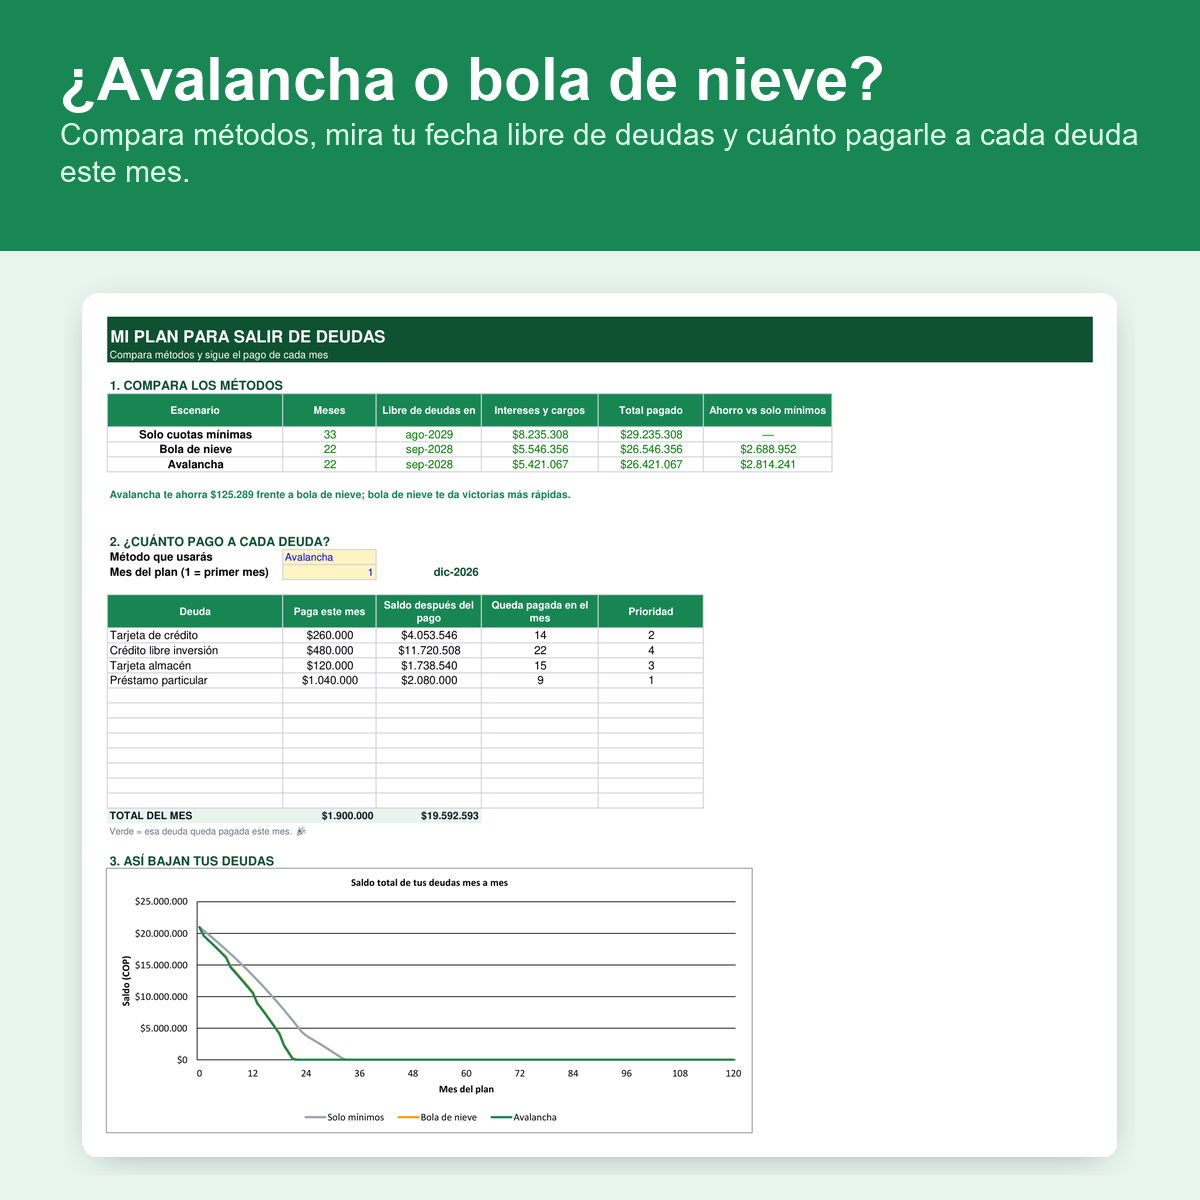 ¿Avalancha o bola de nieve?
Compara métodos, mira tu fecha libre de deudas y cuánto pagarle a cada deuda
este mes.
MI PLAN PARA SALIR DE DEUDAS
Compara métodos y sigue el pago de cada mes
1. COMPARA LOS MÉTODOS
Escenario Meses Libre de deudas en Intereses y cargos Total pagado Ahorro vs solo mínimos
Solo cuotas mínimas 33 ago-2029 $8.235.308 $29.235.308 —
Bola de nieve 22 sep-2028 $5.546.356 $26.546.356 $2.688.952
Avalancha 22 sep-2028 $5.421.067 $26.421.067 $2.814.241
Avalancha te ahorra $125.289 frente a bola de nieve; bola de nieve te da victorias más rápidas.
2. ¿CUÁNTO PAGO A CADA DEUDA?
Método que usarás Avalancha
Mes del plan (1 = primer mes) 1 dic-2026
Deuda Paga este mes Saldo después del pago Queda pagada en el mes Prioridad
Tarjeta de crédito $260.000 $4.053.546 14 2
Crédito libre inversión $480.000 $11.720.508 22 4
Tarjeta almacén $120.000 $1.738.540 15 3
Préstamo particular $1.040.000 $2.080.000 9 1
TOTAL DEL MES $1.900.000 $19.592.593
Verde = esa deuda queda pagada este mes. 🎉
3. ASÍ BAJAN TUS DEUDAS
Saldo total de tus deudas mes a mes
Saldo (COP)
$25.000.000
$20.000.000
$15.000.000
$10.000.000
$5.000.000
$0
0 12 24 36 48 60 72 84 96 108 120
Mes del plan
Solo mínimos Bola de nieve Avalancha